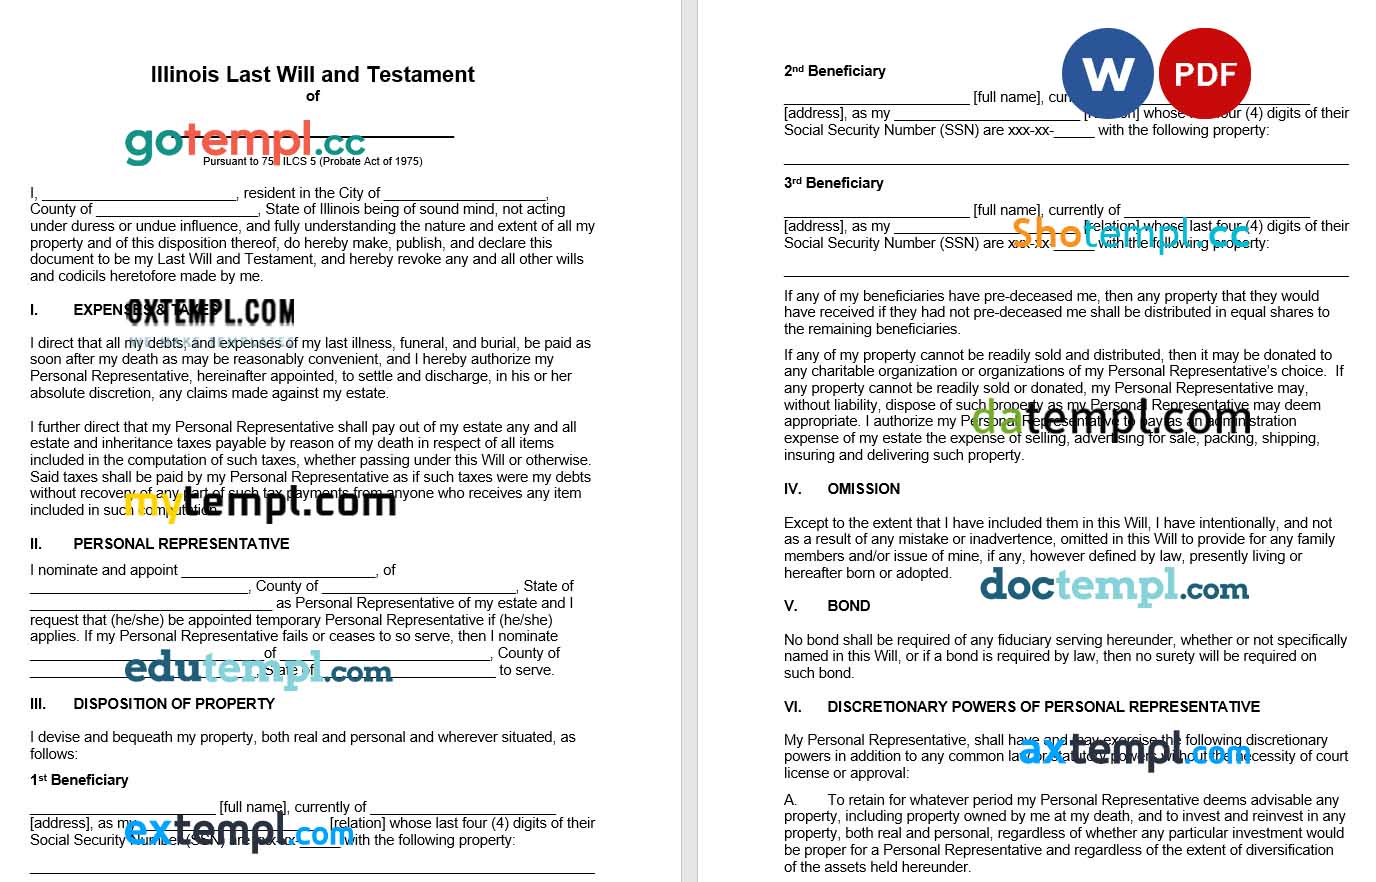 Illinois Last Will and Testament
of
gotempl.cc
Pursuant to 755 ILCS 5 (Probate Act of 1975)
I, ________________________, resident in the City of ____________________,
County of ____________________, State of Illinois being of sound mind, not acting
under duress or undue influence, and fully understanding the nature and extent of all my
property and of this disposition thereof, do hereby make, publish, and declare this
document to be my Last Will and Testament, and hereby revoke any and all other wills
and codicils heretofore made by me.
I. EXPENSES & TAXES
OXTEMPL.COM
WE MAKE TEMPLATES
I direct that all my debts, and expenses of my last illness, funeral, and burial, be paid as
soon after my death as may be reasonably convenient, and I hereby authorize my
Personal Representative, hereinafter appointed, to settle and discharge, in his or her
absolute discretion, any claims made against my estate.
I further direct that my Personal Representative shall pay out of my estate any and all
estate and inheritance taxes payable by reason of my death in respect of all items
included in the computation of such taxes, whether passing under this Will or otherwise.
Said taxes shall be paid by my Personal Representative as if such taxes were my debts
without recovery of any part of such tax payments from anyone who receives any item
included in such computation.
mytempl.com
II. PERSONAL REPRESENTATIVE
I nominate and appoint ________________________, of
___________________________, County of ________________________, State of
______________________________ as Personal Representative of my estate and I
request that (he/she) be appointed temporary Personal Representative if (he/she)
applies. If my Personal Representative fails or ceases to so serve, then I nominate
____________________________ of __________________________, County of
____________________________, State of ______________________ to serve.
edutempl.com
III. DISPOSITION OF PROPERTY
I devise and bequeath my property, both real and personal and wherever situated, as
follows:
1st Beneficiary
_______________________ [full name], currently of _______________________
[address], as my _______________________ [relation] whose last four (4) digits of their
Social Security Number (SSN) are xxx-xx-_____ with the following property:
extempl.com
2nd Beneficiary
W PDF
_______________________ [full name], currently of _______________________
[address], as my _______________________ [relation] whose last four (4) digits of their
Social Security Number (SSN) are xxx-xx-_____ with the following property:
3rd Beneficiary
_______________________ [full name], currently of _______________________
[address], as my _______________________ [relation] whose last four (4) digits of their
Social Security Number (SSN) are xxx-xx-_____ with the following property:
Shotempl.cc
If any of my beneficiaries have pre-deceased me, then any property that they would
have received if they had not pre-deceased me shall be distributed in equal shares to
the remaining beneficiaries.
If any of my property cannot be readily sold and distributed, then it may be donated to
any charitable organization or organizations of my Personal Representative's choice. If
any property cannot be readily sold or donated, my Personal Representative may,
without liability, dispose of such property as my Personal Representative may deem
appropriate. I authorize my Personal Representative to pay as an administration
expense of my estate the expense of selling, advertising for sale, packing, shipping,
insuring and delivering such property.
datempl.com
IV. OMISSION
Except to the extent that I have included them in this Will, I have intentionally, and not
as a result of any mistake or inadvertence, omitted in this Will to provide for any family
members and/or issue of mine, if any, however defined by law, presently living or
hereafter born or adopted.
doctempl.com
V. BOND
No bond shall be required of any fiduciary serving hereunder, whether or not specifically
named in this Will, or if a bond is required by law, then no surety will be required on
such bond.
VI. DISCRETIONARY POWERS OF PERSONAL REPRESENTATIVE
My Personal Representative, shall have and may exercise the following discretionary
powers in addition to any common law or statutory powers without the necessity of court
license or approval:
axtempl.com
A. To retain for whatever period my Personal Representative deems advisable any
property, including property owned by me at my death, and to invest and reinvest in any
property, both real and personal, regardless of whether any particular investment would
be proper for a Personal Representative and regardless of the extent of diversification
of the assets held hereunder.